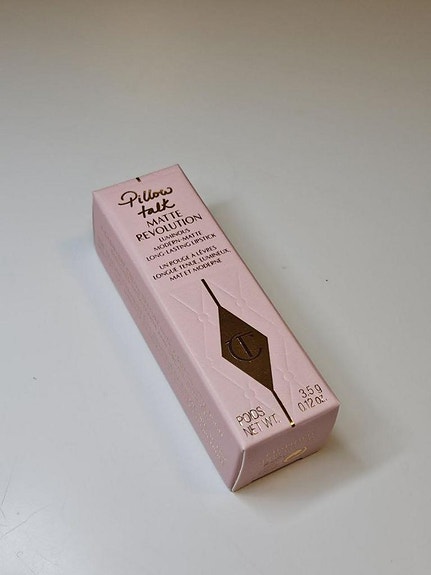 Pillow
talk
MATTE
REVOLUTION
LUMINOUS
MODERN-MATTE
LONG LASTING LIPSTICK
UN ROUGE À LÈVRES
LONGUE TENUE, LUMINEUX,
MAT ET MODERNE
CT
POIDS 3.5 g
NET WT. 0.12 oz.